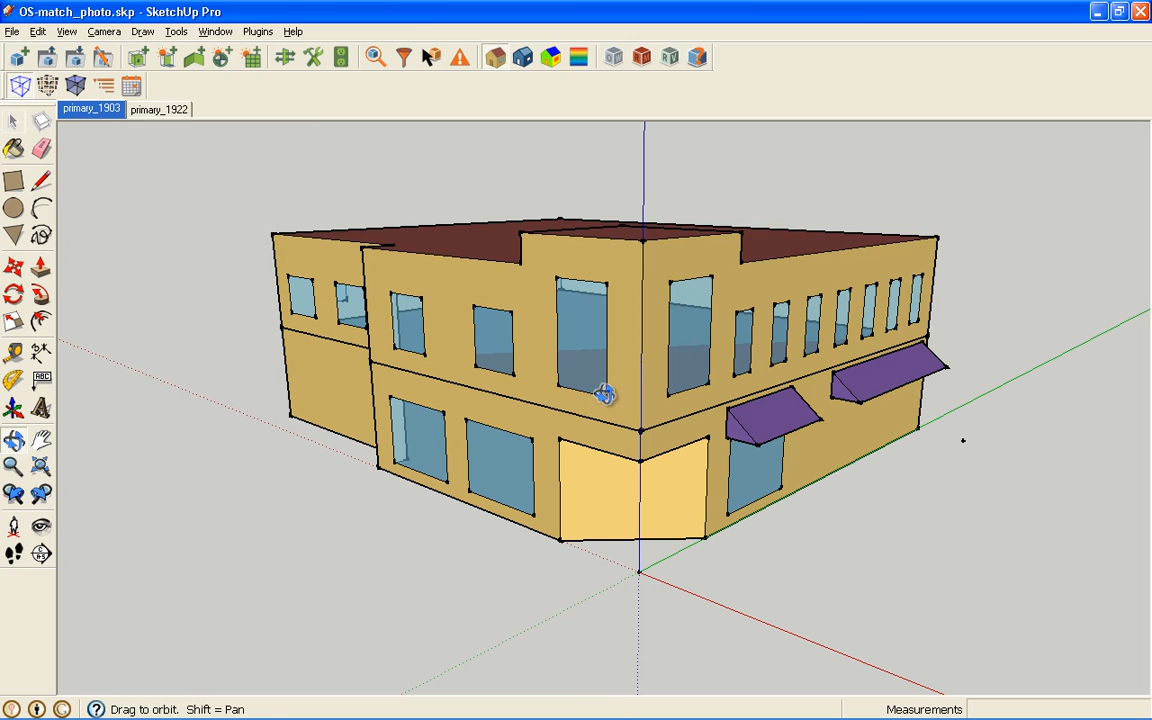 OS-match_photo.skp - SketchUp Pro
File Edit View Camera Draw Tools Window Plugins Help
primary_1903 primary_1922
ABC
A
Drag to orbit. Shift = Pan
Measurements